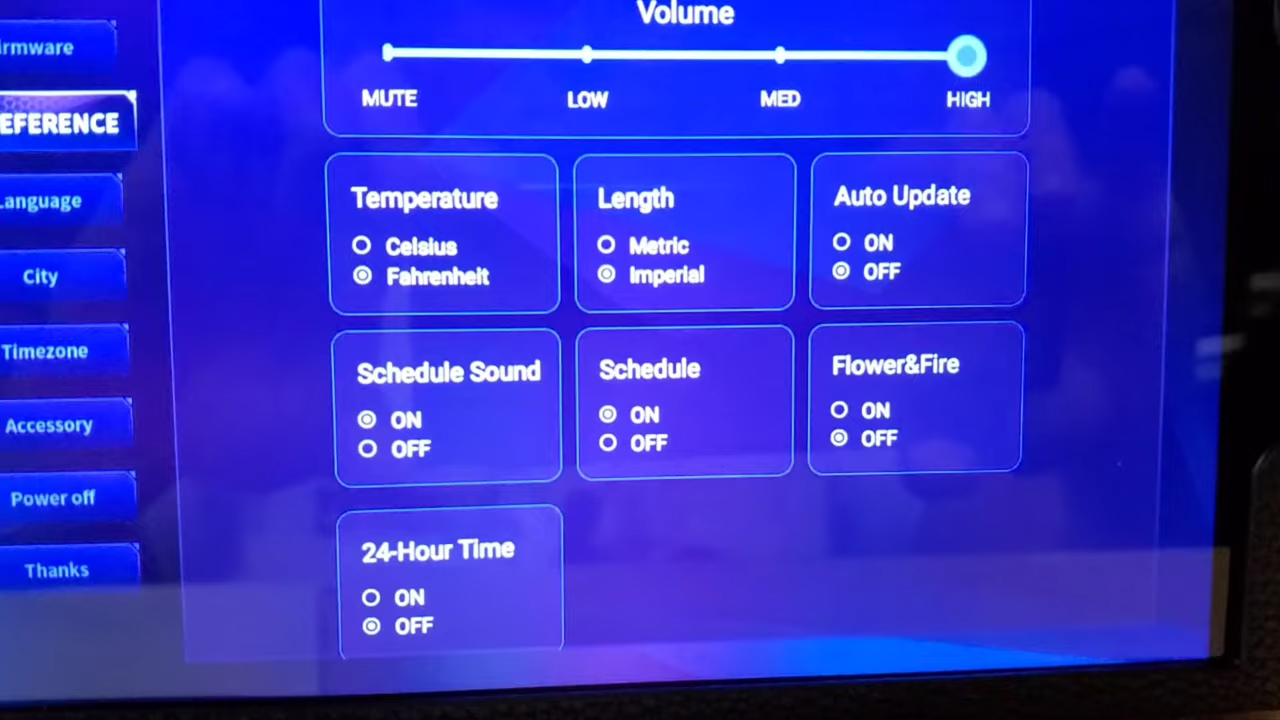 irmware
EFERENCE
Language
City
Timezone
Accessory
Power off
Thanks
Volume
MUTE LOW MED HIGH
Temperature
Celsius
Fahrenheit
Length
Metric
Imperial
Auto Update
ON
OFF
Schedule Sound
ON
OFF
Schedule
ON
OFF
Flower&Fire
ON
OFF
24-Hour Time
ON
OFF